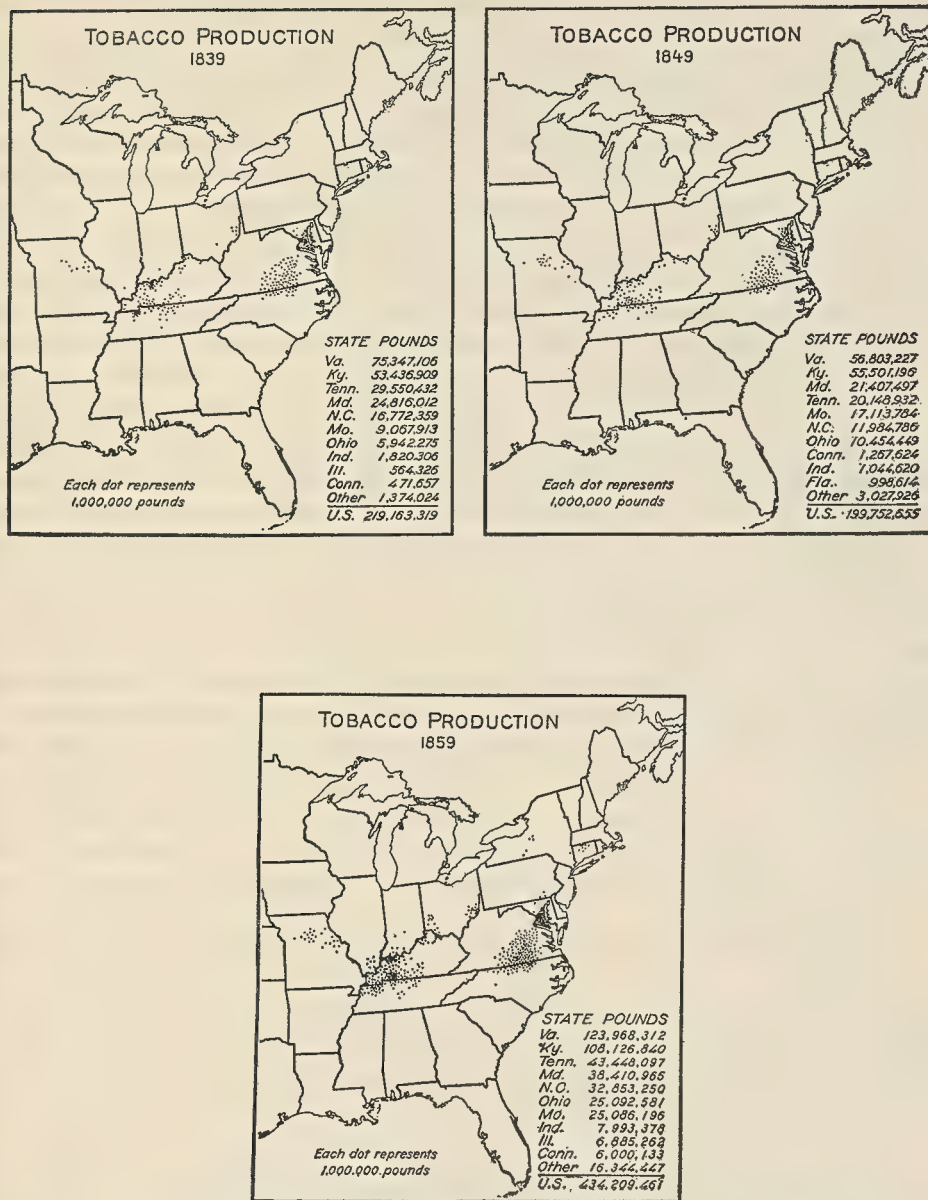 TOBACCO PRODUCTION
1839
STATE POUNDS
Va. 75,347,106
Ky. 53,436,909
Tenn. 29,550,432
Md. 24,816,012
N.C. 16,772,359
Mo. 9,067,913
Ohio 5,942,275
Ind. 1,820,306
Ill. 564,326
Conn. 471,657
Other 1,374,024
U.S. 219,163,319
Each dot represents
1,000,000 pounds
TOBACCO PRODUCTION
1849
STATE POUNDS
Va. 56,803,227
Ky. 55,501,196
Md. 21,407,497
Tenn. 20,148,932
Mo. 17,113,784
N.C. 11,984,786
Ohio 10,454,449
Conn. 1,267,624
Ind. 1,044,620
Fla. 998,614
Other 3,027,926
U.S. 199,752,655
Each dot represents
1,000,000 pounds
TOBACCO PRODUCTION
1859
STATE POUNDS
Va. 123,968,312
Ky. 108,126,840
Tenn. 43,448,097
Md. 38,410,965
N.C. 32,853,250
Ohio 25,092,581
Mo. 25,086,196
Ind. 7,993,378
Ill. 6,885,262
Conn. 6,000,133
Other 16,344,447
U.S. 434,209,461
Each dot represents
1,000,000 pounds